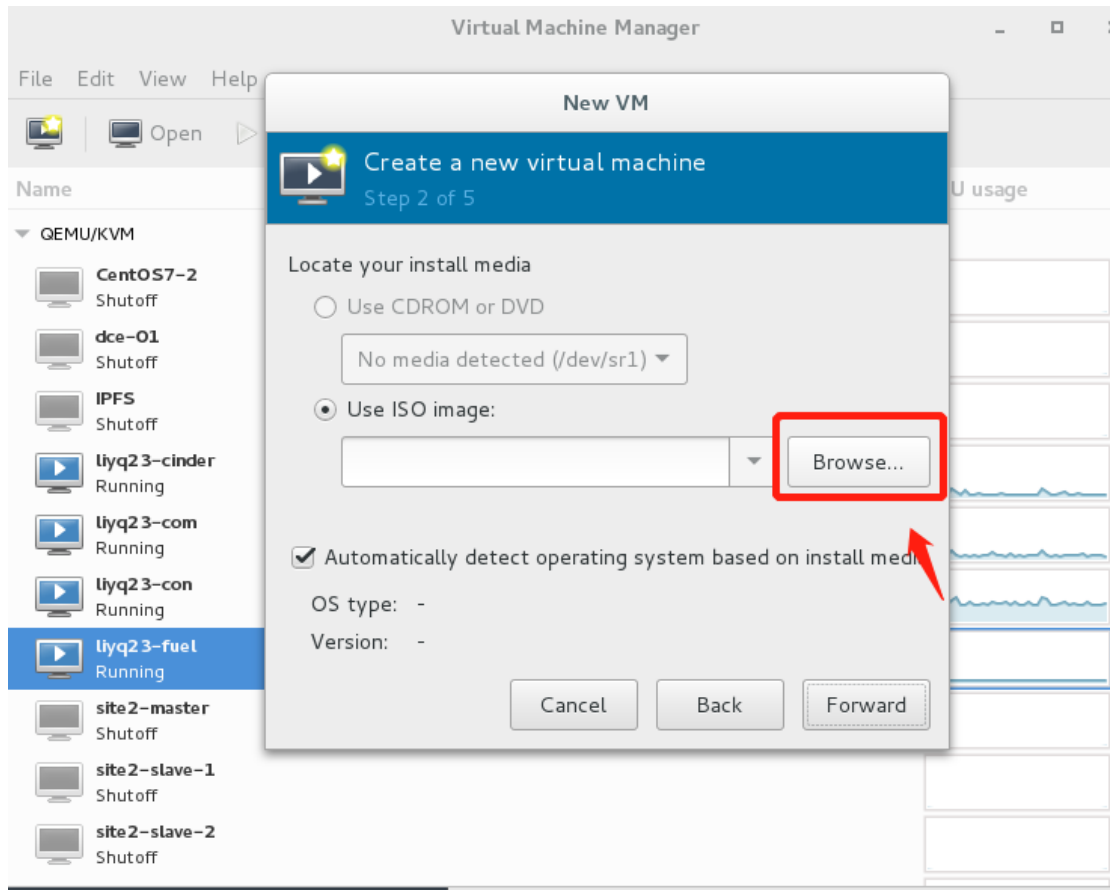 Virtual Machine Manager
File Edit View Help
Open
Name
U usage
QEMU/KVM
CentOS7-2
Shutoff
dce-01
Shutoff
IPFS
Shutoff
liyq23-cinder
Running
liyq23-com
Running
liyq23-con
Running
liyq23-fuel
Running
site2-master
Shutoff
site2-slave-1
Shutoff
site2-slave-2
Shutoff
New VM
Create a new virtual machine
Step 2 of 5
Locate your install media
Use CDROM or DVD
No media detected (/dev/sr1)
Use ISO image:
Browse...
Automatically detect operating system based on install medi
OS type: -
Version: -
Cancel Back Forward